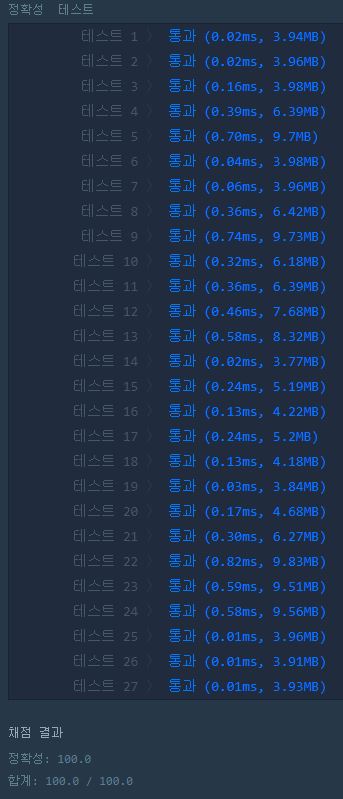 정확성 테스트
테스트 1 〉 통과 (0.02ms, 3.94MB)
테스트 2 〉 통과 (0.02ms, 3.96MB)
테스트 3 〉 통과 (0.16ms, 3.98MB)
테스트 4 〉 통과 (0.39ms, 6.39MB)
테스트 5 〉 통과 (0.70ms, 9.7MB)
테스트 6 〉 통과 (0.04ms, 3.98MB)
테스트 7 〉 통과 (0.06ms, 3.96MB)
테스트 8 〉 통과 (0.36ms, 6.42MB)
테스트 9 〉 통과 (0.74ms, 9.73MB)
테스트 10 〉 통과 (0.32ms, 6.18MB)
테스트 11 〉 통과 (0.36ms, 6.39MB)
테스트 12 〉 통과 (0.46ms, 7.68MB)
테스트 13 〉 통과 (0.58ms, 8.32MB)
테스트 14 〉 통과 (0.02ms, 3.77MB)
테스트 15 〉 통과 (0.24ms, 5.19MB)
테스트 16 〉 통과 (0.13ms, 4.22MB)
테스트 17 〉 통과 (0.24ms, 5.2MB)
테스트 18 〉 통과 (0.13ms, 4.18MB)
테스트 19 〉 통과 (0.03ms, 3.84MB)
테스트 20 〉 통과 (0.17ms, 4.68MB)
테스트 21 〉 통과 (0.30ms, 6.27MB)
테스트 22 〉 통과 (0.82ms, 9.83MB)
테스트 23 〉 통과 (0.59ms, 9.51MB)
테스트 24 〉 통과 (0.58ms, 9.56MB)
테스트 25 〉 통과 (0.01ms, 3.96MB)
테스트 26 〉 통과 (0.01ms, 3.91MB)
테스트 27 〉 통과 (0.01ms, 3.93MB)
채점 결과
정확성: 100.0
합계: 100.0 / 100.0